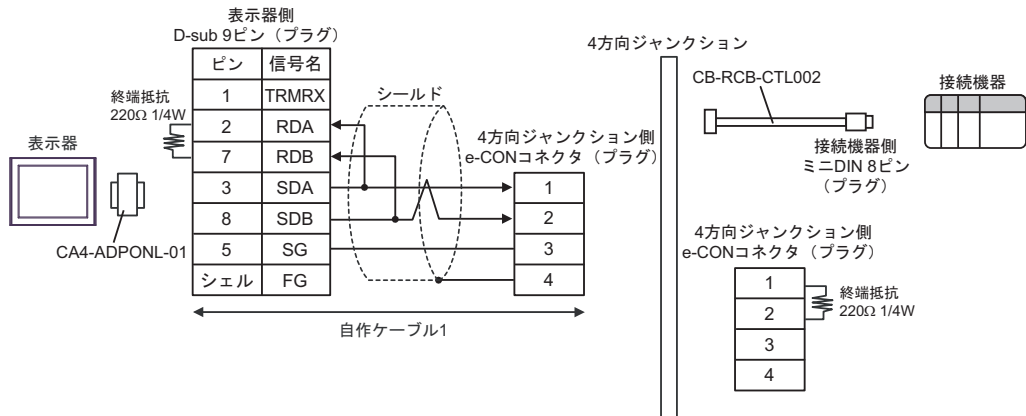 表示器側
D-sub 9ピン（プラグ）
ピン 信号名
1 TRMRX
2 RDA
7 RDB
3 SDA
8 SDB
5 SG
シェル FG
終端抵抗
220Ω 1/4W
表示器
CA4-ADPONL-01
シールド
4方向ジャンクション側
e-CONコネクタ（プラグ）
1
2
3
4
自作ケーブル1
4方向ジャンクション
CB-RCB-CTL002
接続機器
接続機器側
ミニDIN 8ピン
（プラグ）
4方向ジャンクション側
e-CONコネクタ（プラグ）
1
2
3
4
終端抵抗
220Ω 1/4W